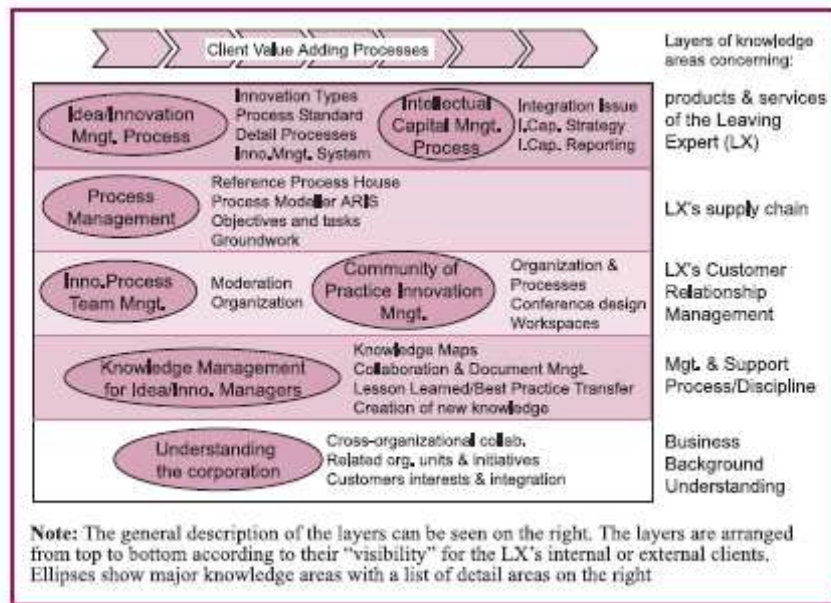 Client Value Adding Processes
Layers of knowledge
areas concerning:
Idea/Innovation
Mngt. Process
Innovation Types
Process Standard
Detail Processes
Inno.Mngt. System
Intellectual
Capital Mngt.
Process
Integration Issue
I.Cap. Strategy
I.Cap. Reporting
products & services
of the Leaving
Expert (LX)
Process
Management
Reference Process House
Process Modeller ARIS
Objectives and tasks
Groundwork
LX's supply chain
Inno.Process
Team Mngt.
Moderation
Organization
Community of
Practice Innovation
Mngt.
Organization &
Processes
Conference design
Workspaces
LX's Customer
Relationship
Management
Knowledge Management
for Idea/Inno. Managers
Knowledge Maps
Collaboration & Document Mngt.
Lesson Learned/Best Practice Transfer
Creation of new knowledge
Mgt. & Support
Process/Discipline
Understanding
the corporation
Cross-organizational collab.
Related org. units & initiatives
Customers interests & integration
Business
Background
Understanding
Note: The general description of the layers can be seen on the right. The layers are arranged
from top to bottom according to their “visibility” for the LX's internal or external clients.
Ellipses show major knowledge areas with a list of detail areas on the right